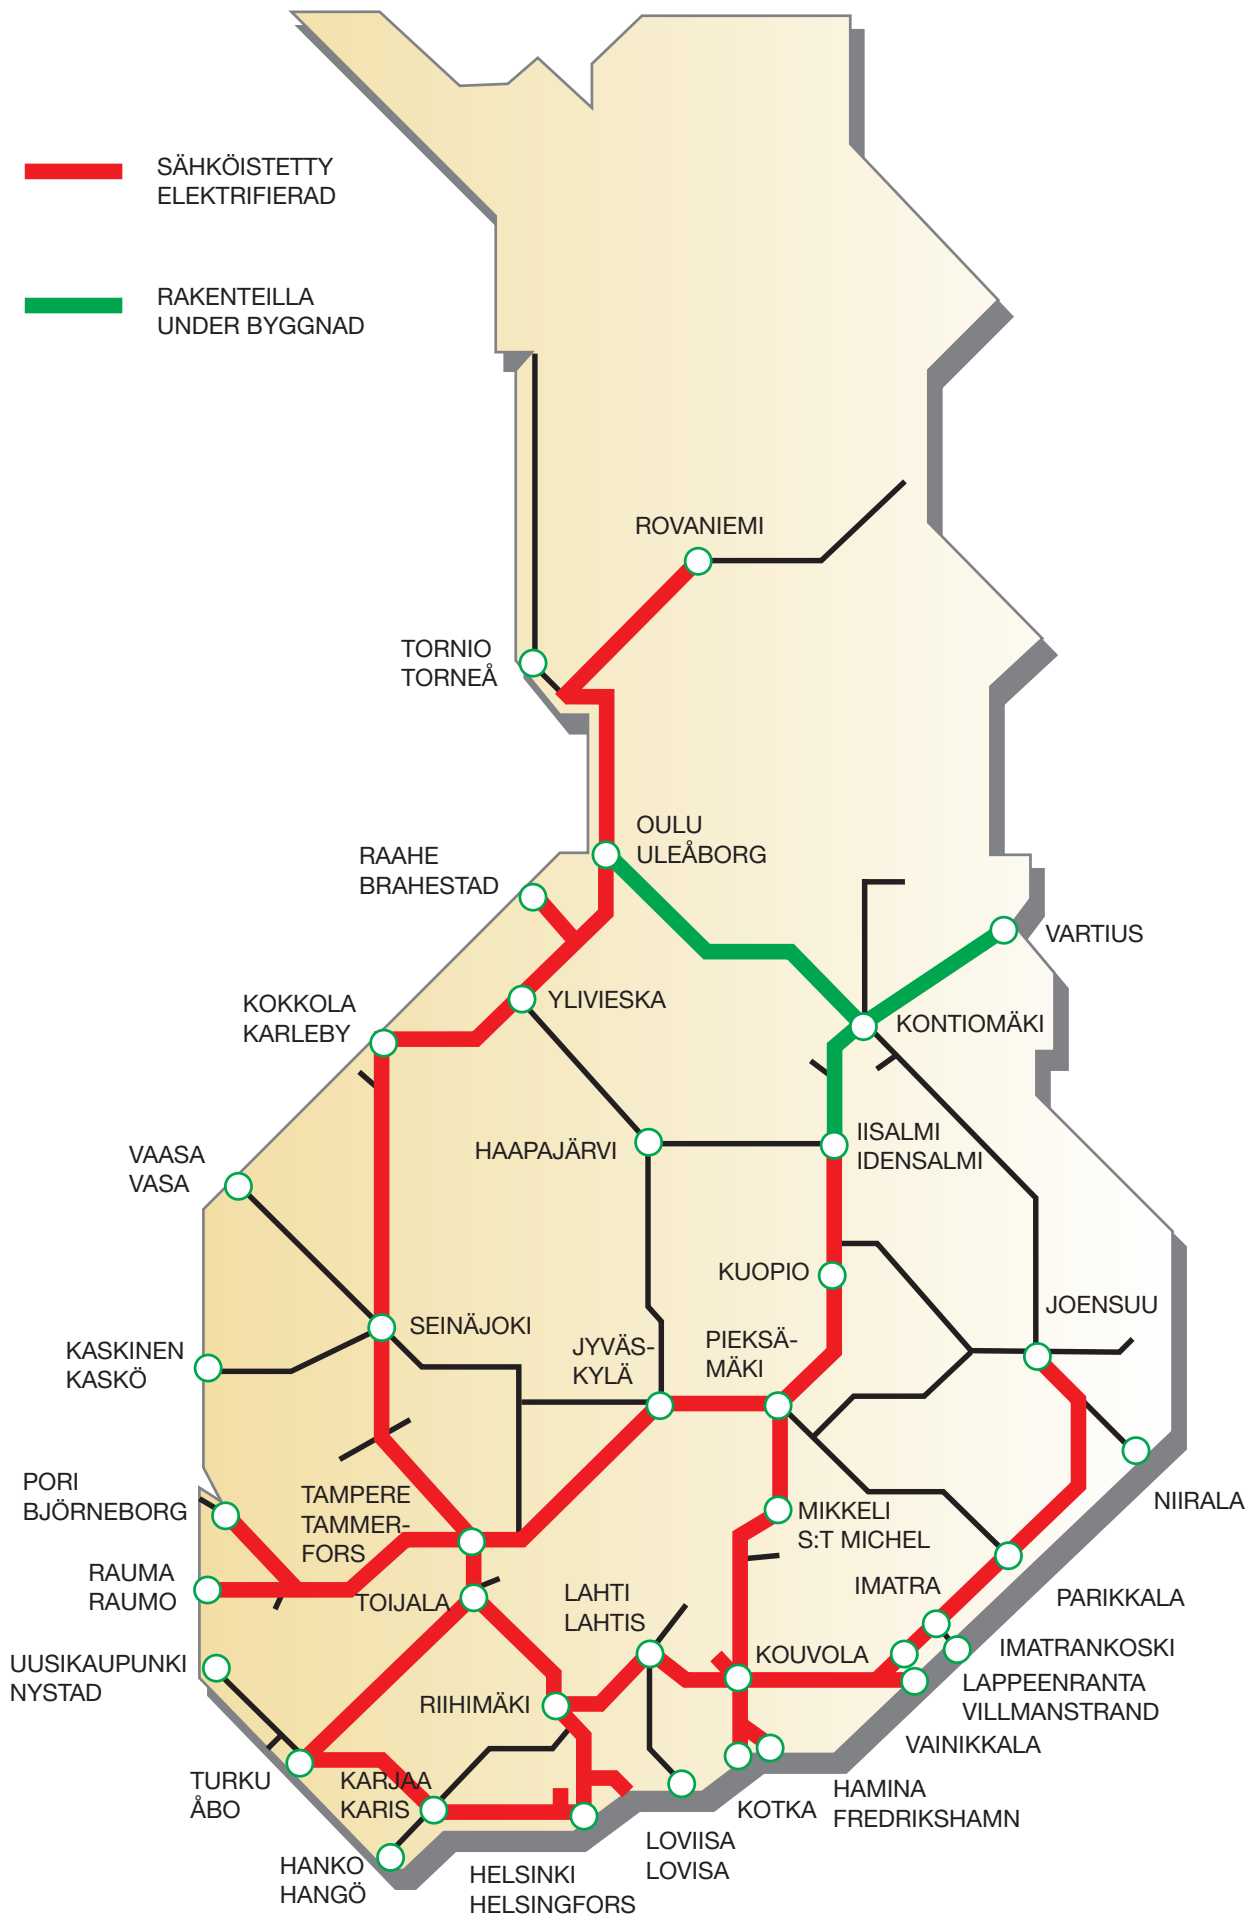 SÄHKÖISTETTY
ELEKTRIFIERAD
RAKENTEILLA
UNDER BYGGNAD
ROVANIEMI
TORNIO
TORNEÅ
OULU
ULEÅBORG
RAAHE
BRAHESTAD
VARTIUS
KOKKOLA
KARLEBY
YLIVIESKA
KONTIOMÄKI
HAAPAJÄRVI
IISALMI
IDENSALMI
VAASA
VASA
KUOPIO
JOENSUU
SEINÄJOKI
JYVÄS-
KYLÄ
PIEKSÄ-
MÄKI
KASKINEN
KASKÖ
PORI
BJÖRNEBORG
TAMPERE
TAMMER-
FORS
MIKKELI
S:T MICHEL
NIIRALA
RAUMA
RAUMO
TOIJALA
LAHTI
LAHTIS
IMATRA
PARIKKALA
UUSIKAUPUNKI
NYSTAD
RIIHIMÄKI
KOUVOLA
IMATRANKOSKI
LAPPEENRANTA
VILLMANSTRAND
VAINIKKALA
TURKU
ÅBO
KARJAA
KARIS
KOTKA
HAMINA
FREDRIKSHAMN
LOVIISA
LOVISA
HANKO
HANGÖ
HELSINKI
HELSINGFORS